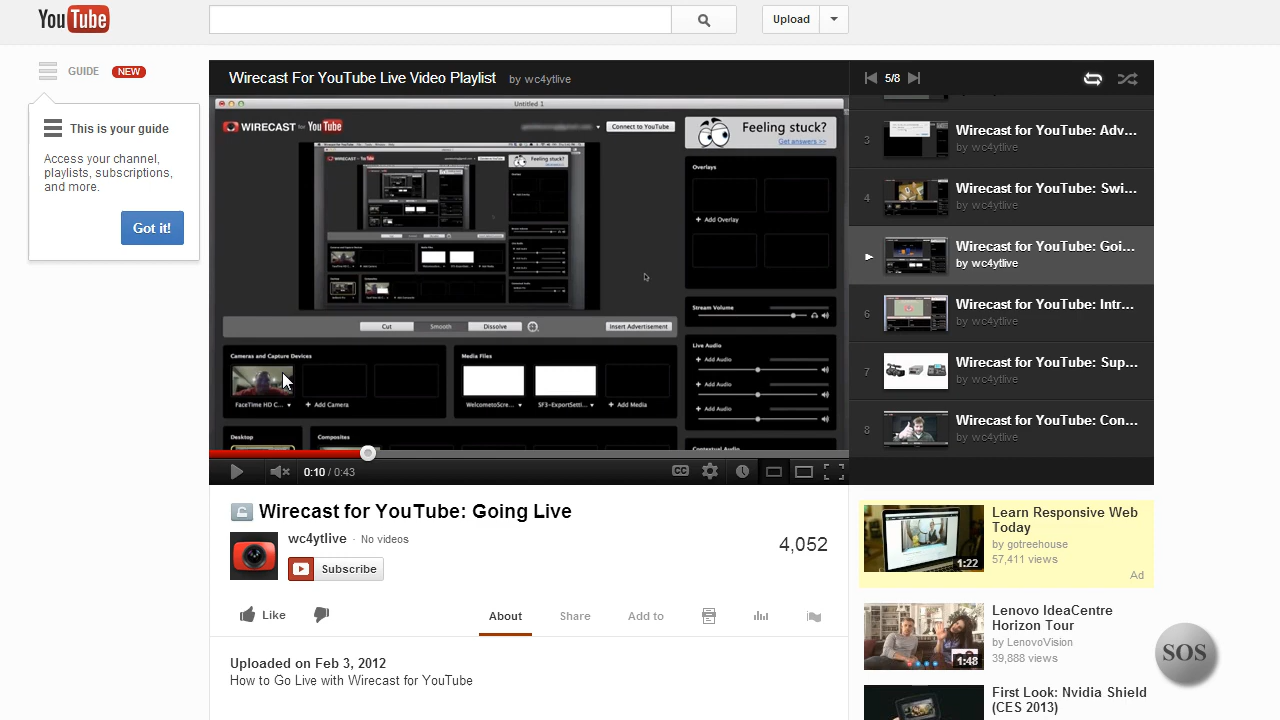 YouTube
Upload
GUIDE NEW
This is your guide
Access your channel,
playlists, subscriptions,
and more.
Got it!
Wirecast For YouTube Live Video Playlist by wc4ytlive
5/8
Untitled 1
WIRECAST for YouTube
Connect to YouTube
Feeling stuck?
Get answers >>
Overlays
+ Add Overlay
Stream Volume
Cut Smooth Dissolve Insert Advertisement
Cameras and Capture Devices
FaceTime HD C...
+ Add Camera
Media Files
WelcometoScre...
SF3-ExportSetti...
+ Add Media
Live Audio
+ Add Audio
+ Add Audio
+ Add Audio
Desktop
Composites
3 Wirecast for YouTube: Adv...
by wc4ytlive
4 Wirecast for YouTube: Swi...
by wc4ytlive
Wirecast for YouTube: Goi...
by wc4ytlive
6 Wirecast for YouTube: Intr...
by wc4ytlive
7 Wirecast for YouTube: Sup...
by wc4ytlive
8 Wirecast for YouTube: Con...
by wc4ytlive
0:10 / 0:43
CC
Wirecast for YouTube: Going Live
wc4ytlive · No videos
Subscribe
4,052
Like
About Share Add to
Uploaded on Feb 3, 2012
How to Go Live with Wirecast for YouTube
Learn Responsive Web
Today
by gotreehouse
57,411 views
1:22
Ad
Lenovo IdeaCentre
Horizon Tour
by LenovoVision
39,888 views
1:48
First Look: Nvidia Shield
(CES 2013)
SOS